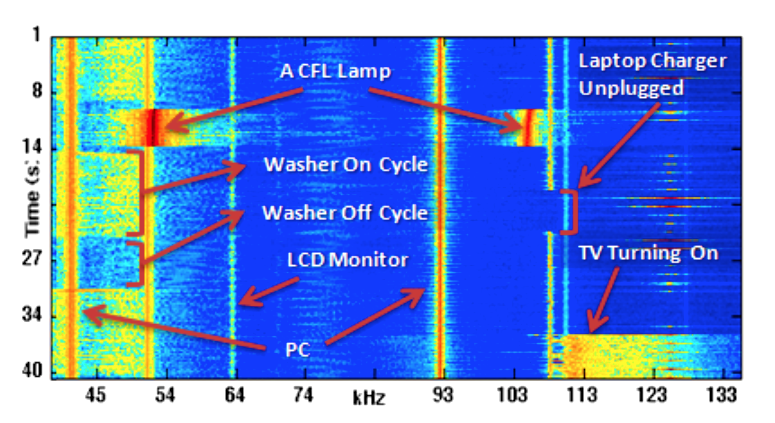 1
8
14
Time (s)
27
34
40
A CFL Lamp
Laptop Charger
Unplugged
Washer On Cycle
Washer Off Cycle
LCD Monitor
TV Turning On
PC
45 54 64 74 kHz 93 103 113 123 133